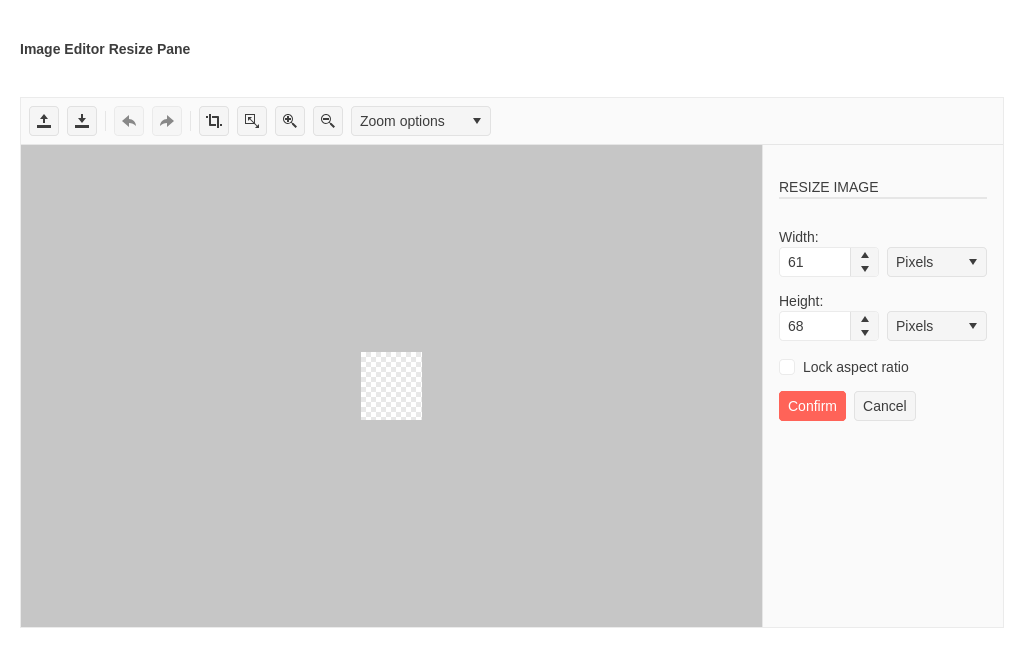 Image Editor Resize Pane
Zoom options
RESIZE IMAGE
Width:
61 Pixels
Height:
68 Pixels
Lock aspect ratio
Confirm Cancel